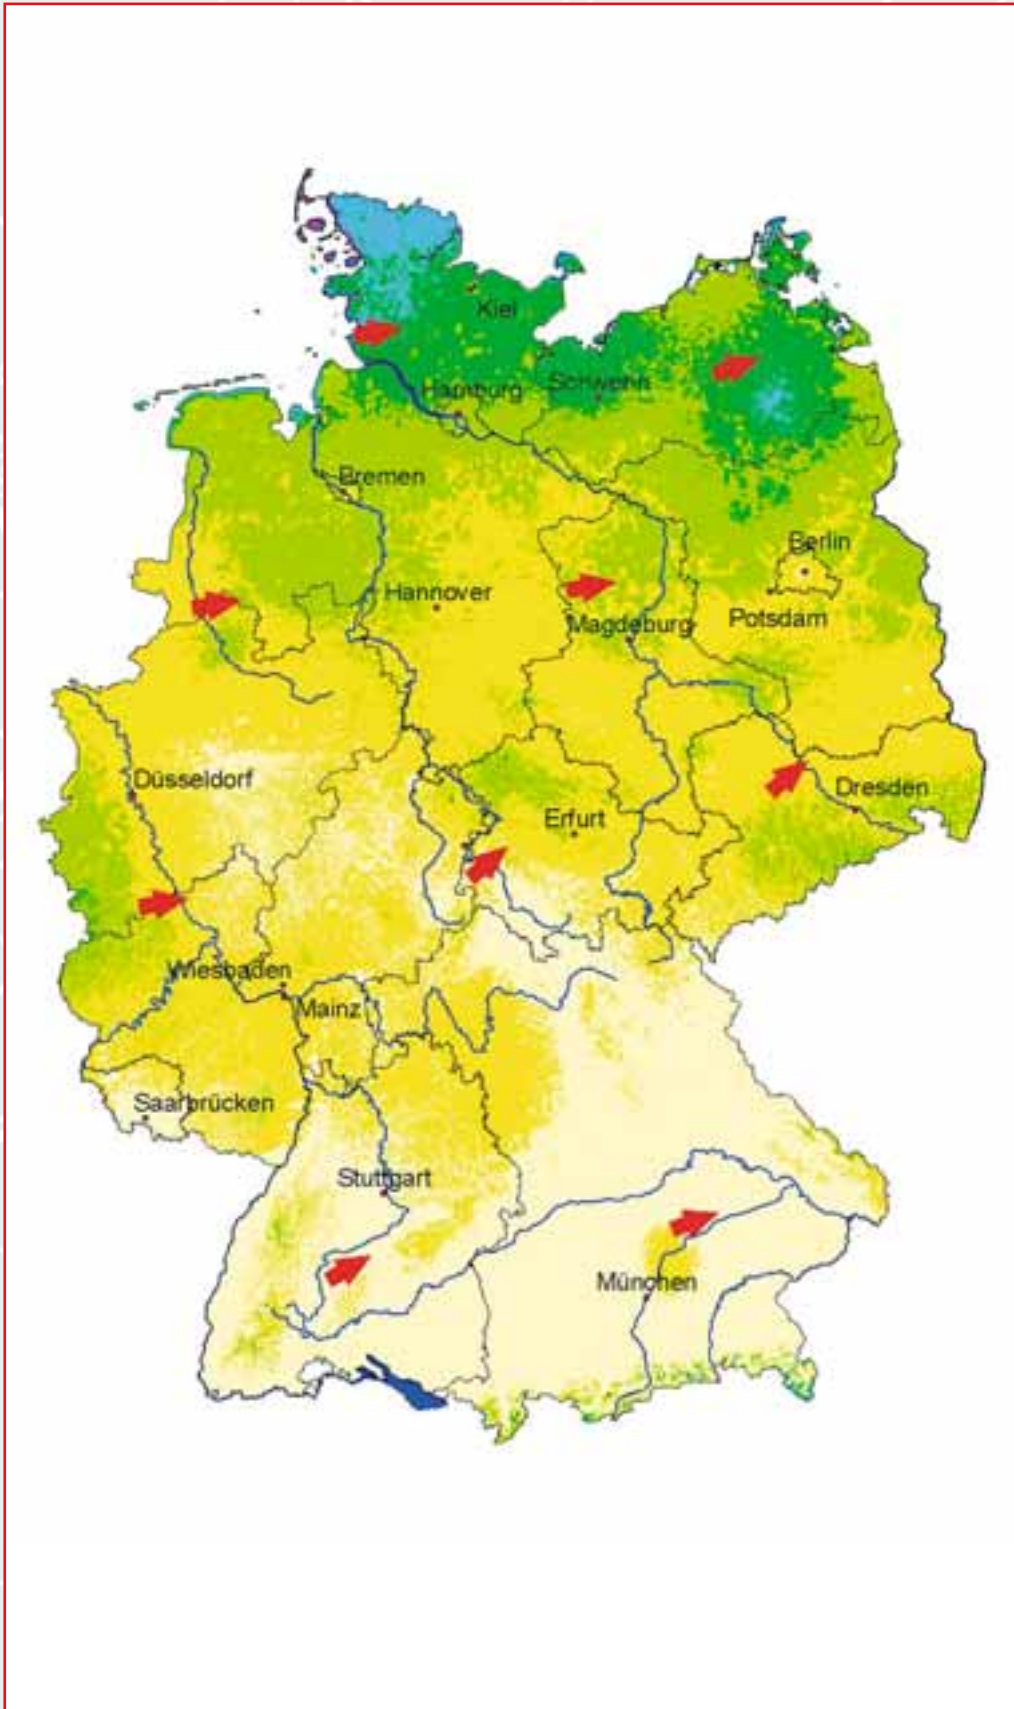 Kiel
Hamburg
Schwerin
Bremen
Berlin
Hannover
Potsdam
Magdeburg
Düsseldorf
Dresden
Erfurt
Wiesbaden
Mainz
Saarbrücken
Stuttgart
München